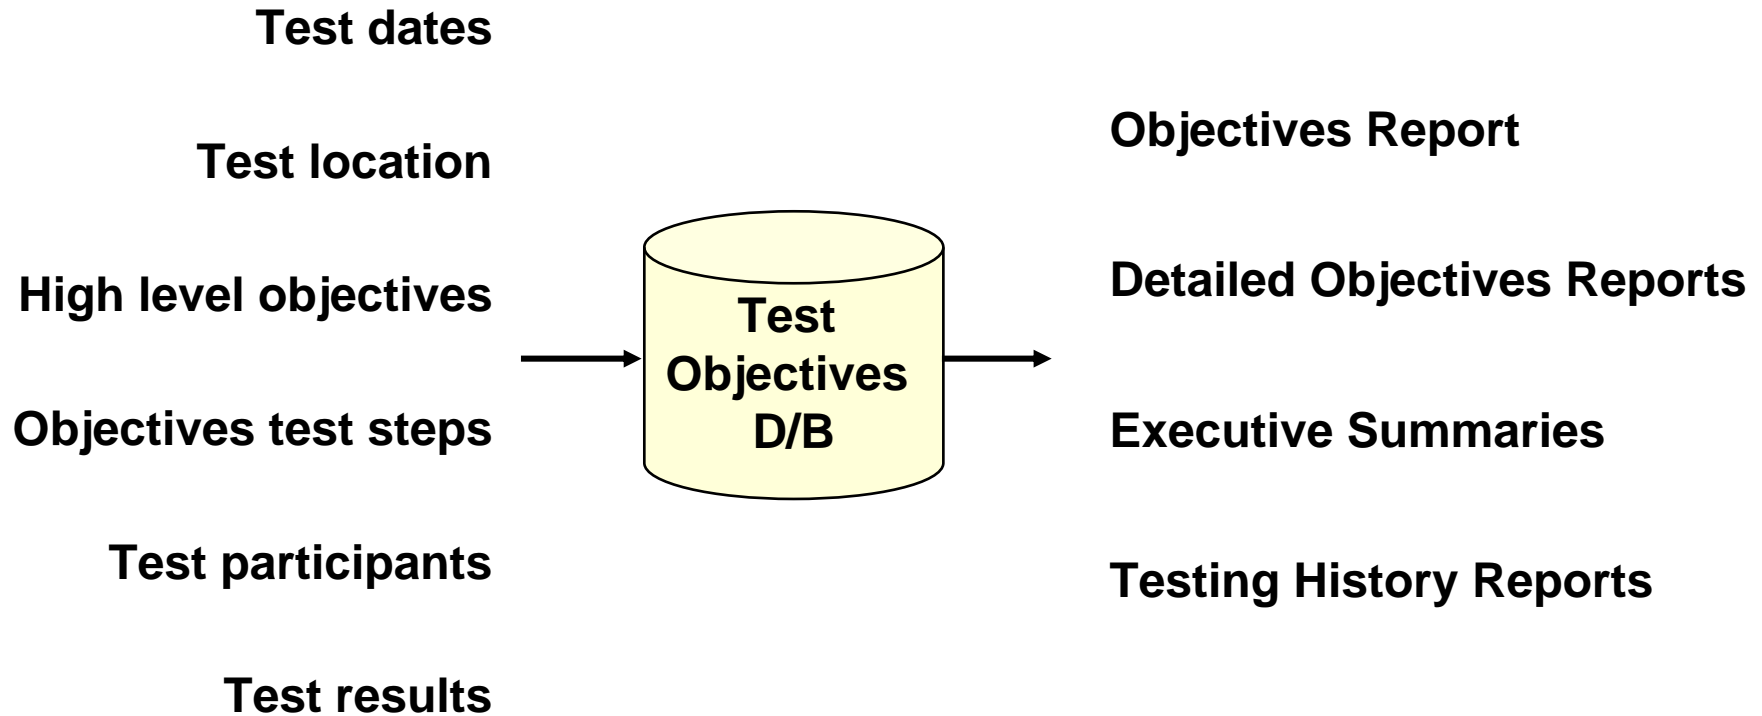 Test dates
Test location
High level objectives
Objectives test steps
Test participants
Test results
Test
Objectives
D/B
Objectives Report
Detailed Objectives Reports
Executive Summaries
Testing History Reports